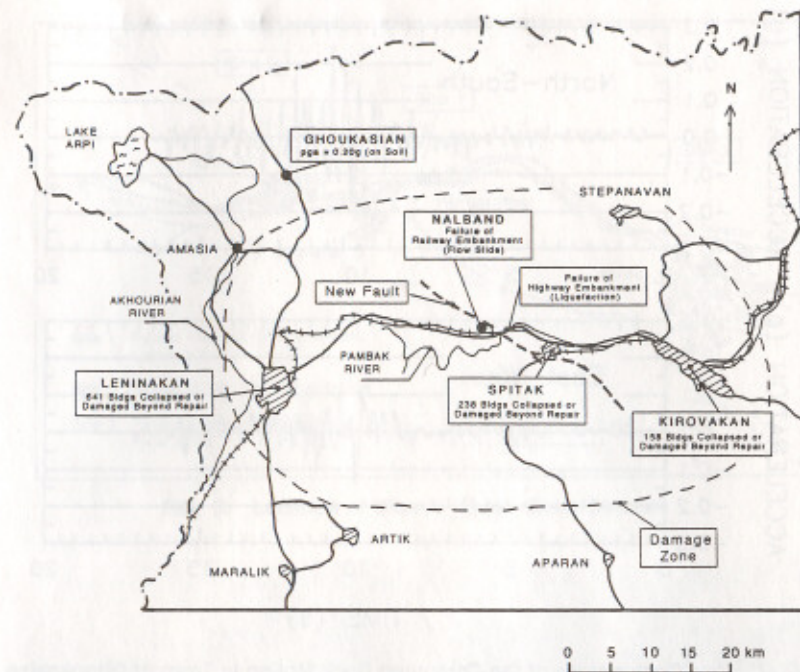 LAKE
ARPI
GHOUKASIAN
pga = 0.20g (on Soil)
N
STEPANAVAN
NALBAND
Failure of
Railway Embankment
(Flow Slide)
AMASIA
Failure of
Highway Embankment
(Liquefaction)
New Fault
AKHOURIAN
RIVER
PAMBAK
RIVER
LENINAKAN
641 Bldgs Collapsed or
Damaged Beyond Repair
SPITAK
238 Bldgs Collapsed or
Damaged Beyond Repair
KIROVAKAN
158 Bldgs Collapsed or
Damaged Beyond Repair
ARTIK
Damage
Zone
MARALIK
APARAN
0 5 10 15 20 km